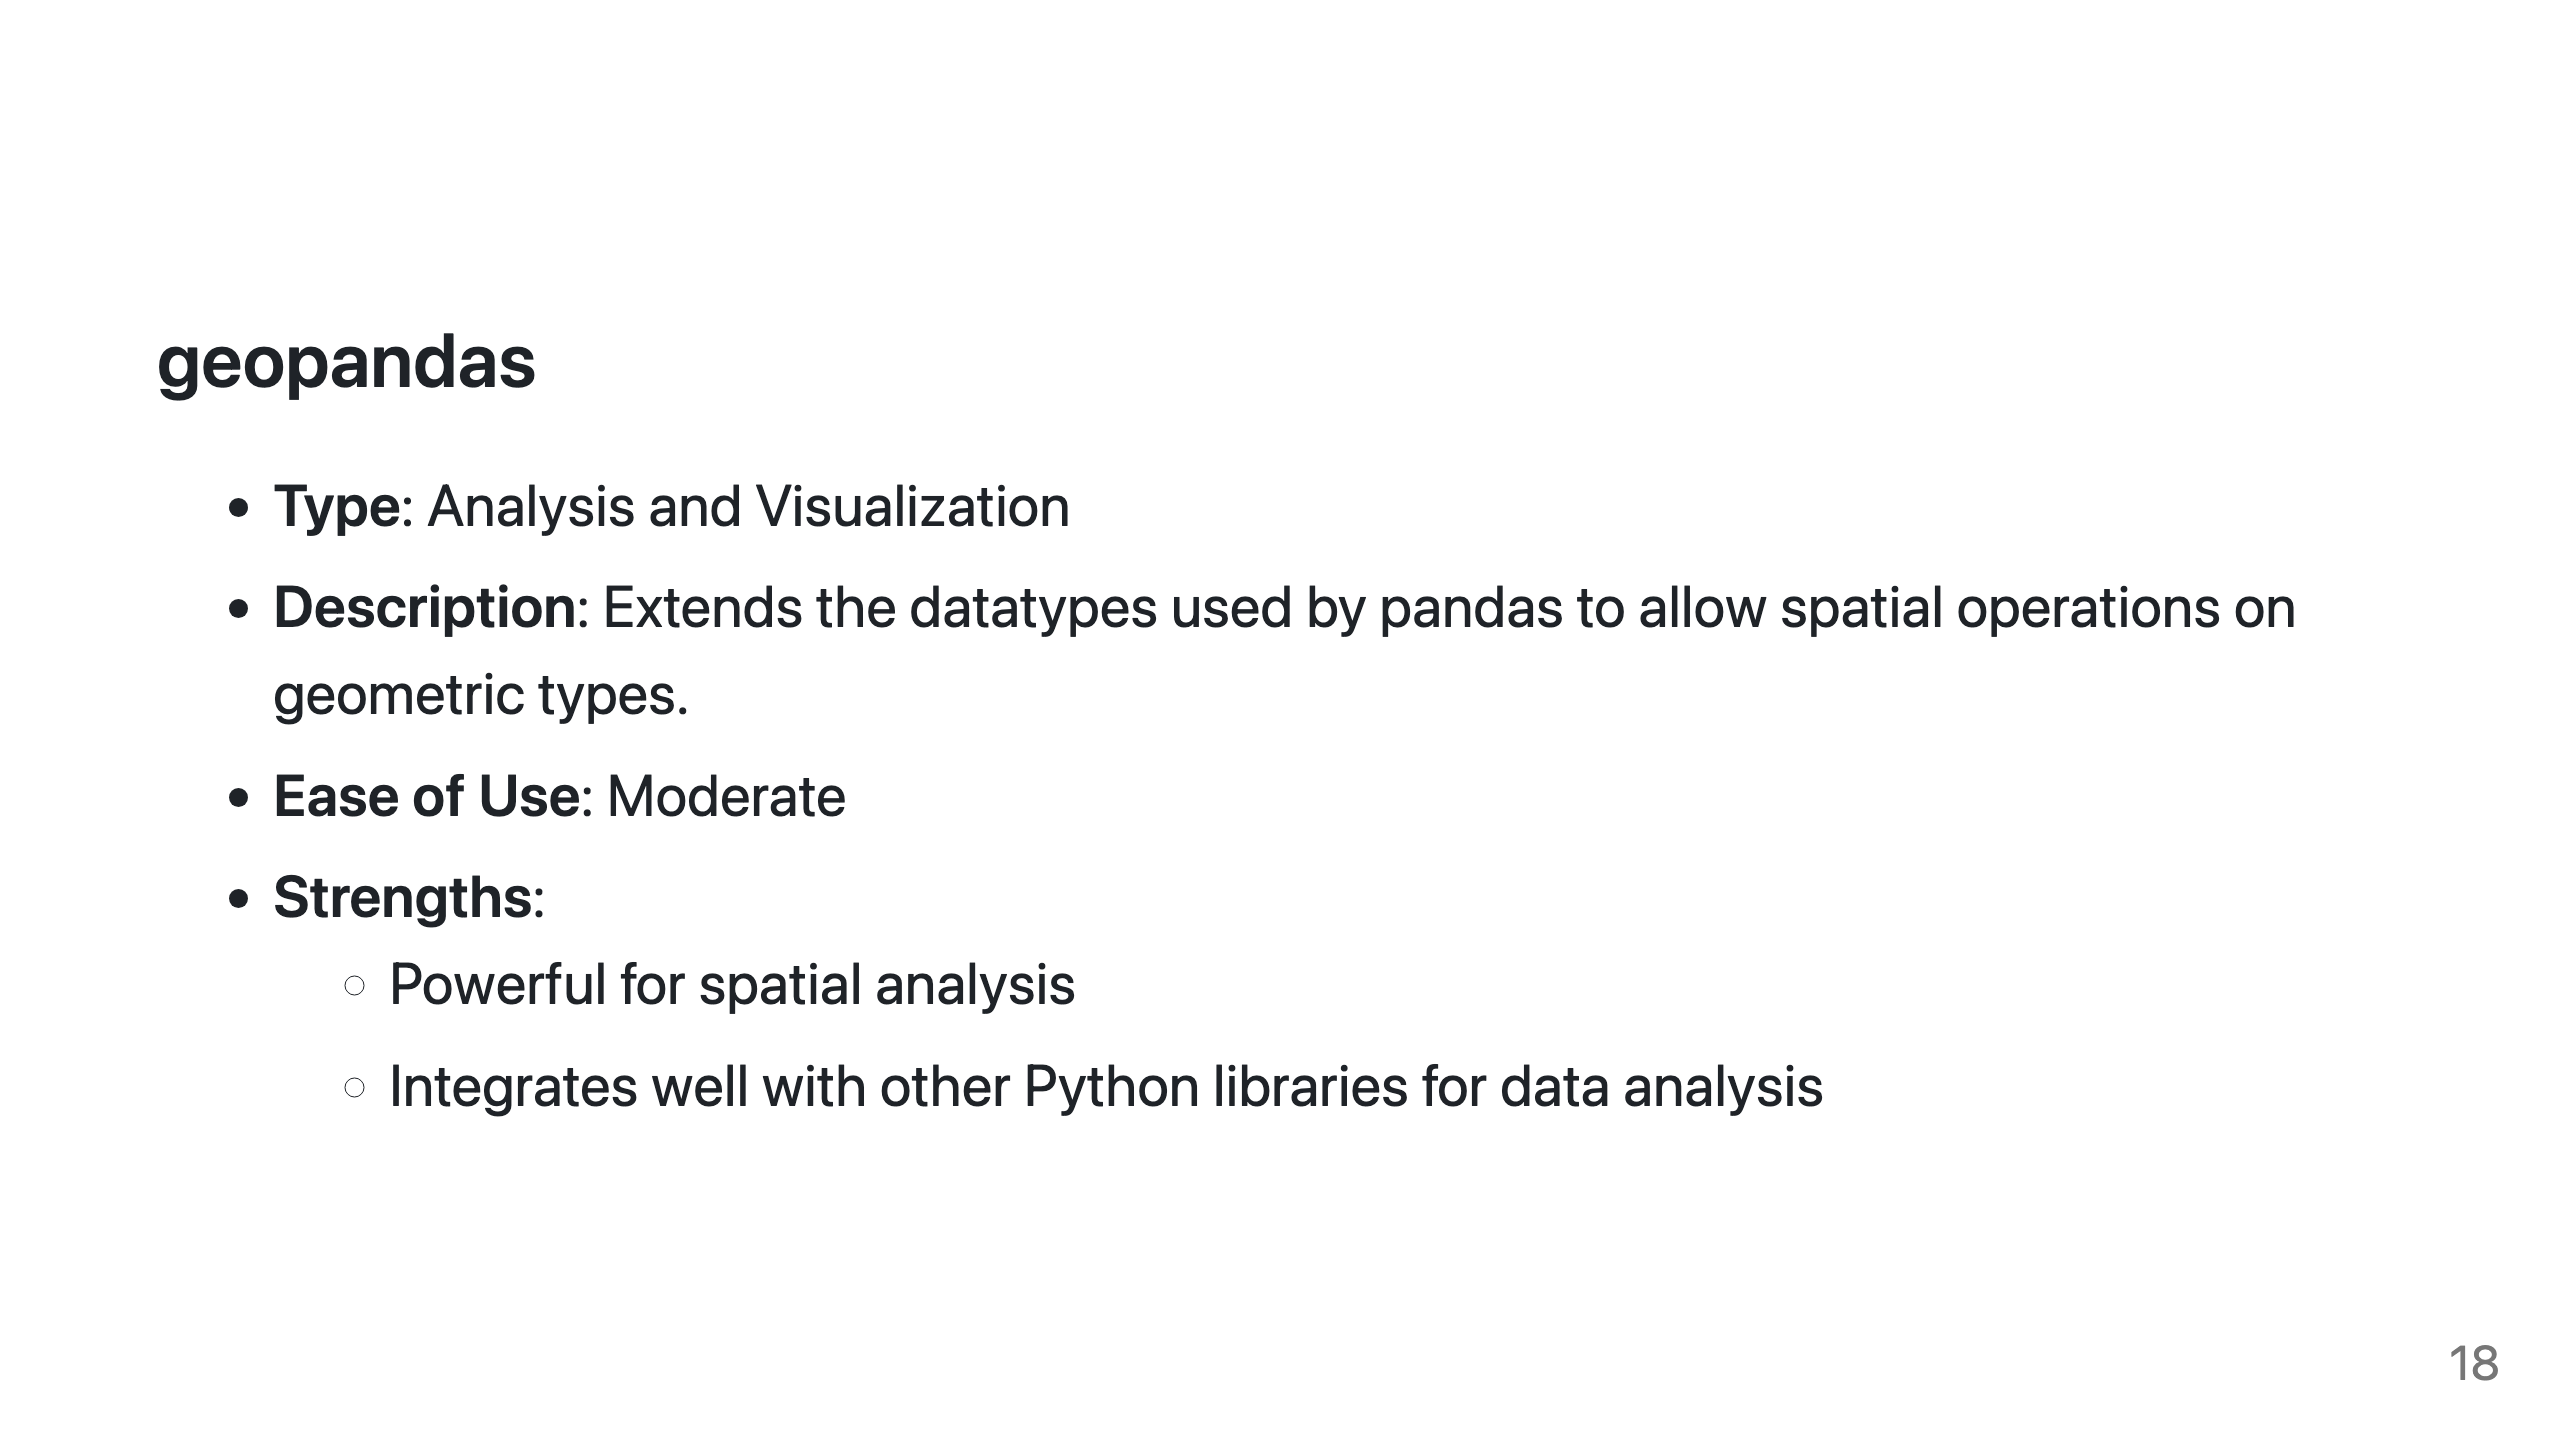 geopandas
• Type: Analysis and Visualization
• Description: Extends the datatypes used by pandas to allow spatial operations on
geometric types.
• Ease of Use: Moderate
• Strengths:
○ Powerful for spatial analysis
○ Integrates well with other Python libraries for data analysis
18